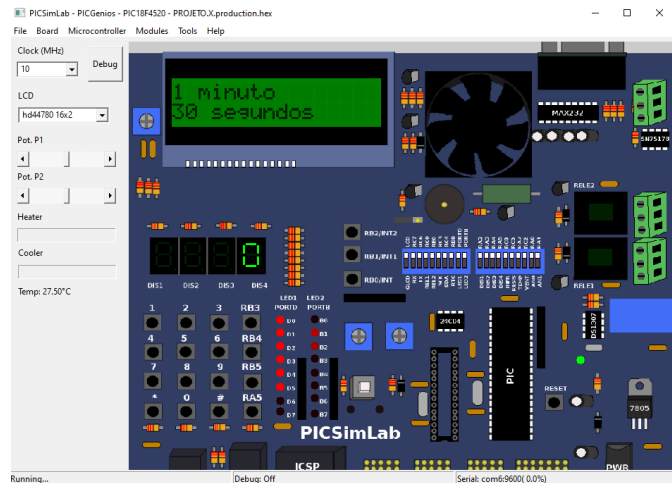 PICSimLab - PICGenios - PIC18F4520 - PROJETO.X.production.hex
File Board Microcontroller Modules Tools Help
Clock (MHz)
10
Debug
LCD
hd44780 16x2
Pot. P1
Pot. P2
Heater
Cooler
Temp: 27.50°C
1 minuto
30 segundos
MAX232
SN75178
RELE2
RELE1
RB2/INT2
RB1/INT1
RB0/INT
0
DIS1 DIS2 DIS3 DIS4
LED1 LED2
PORTD PORTB
1 2 3 RB3
4 5 6 RB4
7 8 9 RB5
* 0 # RA5
D0 B0
D1 B1
D2 B2
D3 B3
D4 B4
D5 B5
D6 D6
D7 B7
24C04
PIC
DS1307
RESET
7805
PICSimLab
ICSP
PWR
Running...
Debug: Off
Serial: com6:9600( 0.0%)